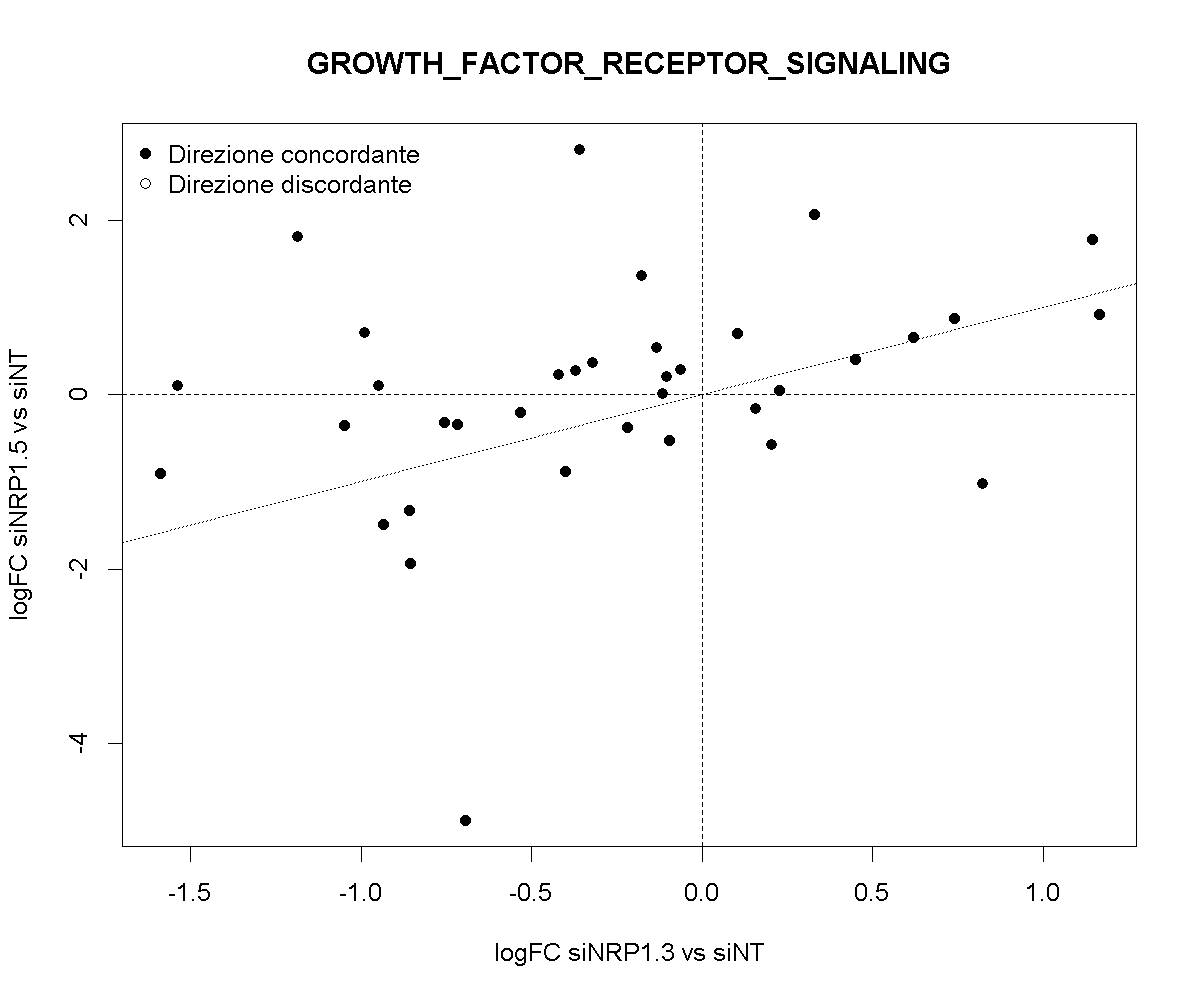 GROWTH_FACTOR_RECEPTOR_SIGNALING
Direzione concordante
Direzione discordante
2
0
-2
-4
logFC siNRP1.5 vs siNT
-1.5 -1.0 -0.5 0.0 0.5 1.0
logFC siNRP1.3 vs siNT